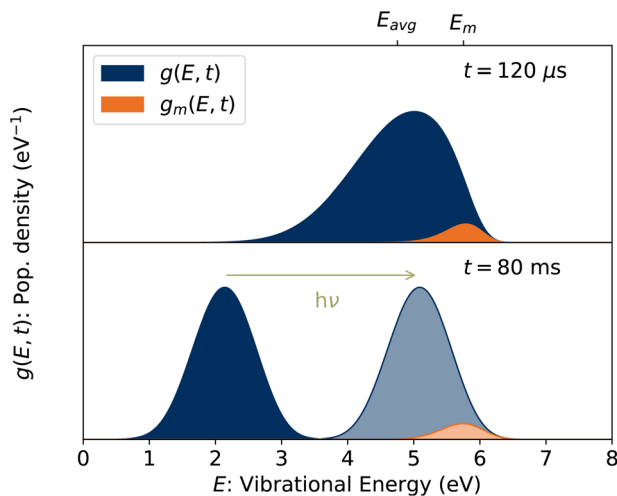 E_avg E_m
g(E, t)
g_m(E, t)
t = 120 μs
t = 80 ms
hν
g(E, t): Pop. density (eV⁻¹)
0 1 2 3 4 5 6 7 8
E: Vibrational Energy (eV)